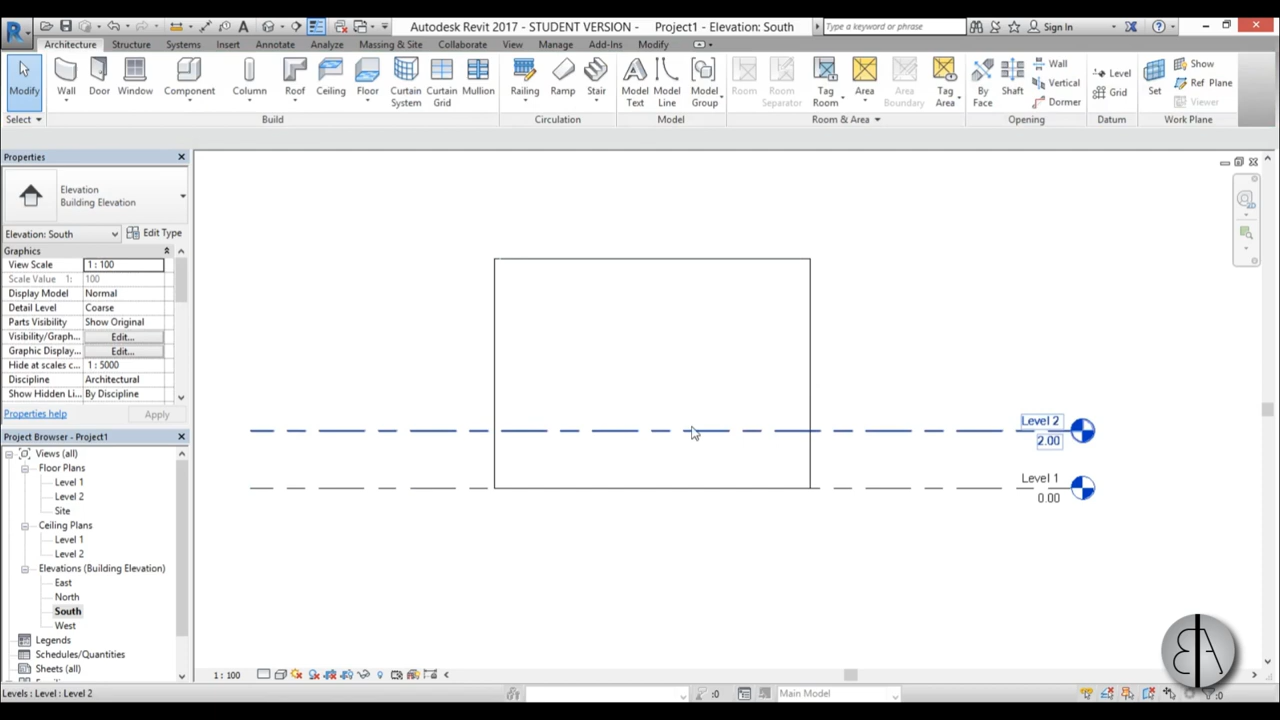 Autodesk Revit 2017 - STUDENT VERSION - Project1 - Elevation: South
Type a keyword or phrase
Sign In
Architecture Structure Systems Insert Annotate Analyze Massing & Site Collaborate View Manage Add-Ins Modify
Modify
Wall
Door
Window
Component
Column
Roof
Ceiling
Floor
Curtain System
Curtain Grid
Mullion
Railing
Ramp
Stair
Model Text
Model Line
Model Group
Room
Room Separator
Tag Room
Area
Area Boundary
Tag Area
By Face
Shaft
Wall
Vertical
Dormer
Level
Grid
Set
Show
Ref Plane
Viewer
Select
Build
Circulation
Model
Room & Area
Opening
Datum
Work Plane
Properties
Elevation
Building Elevation
Elevation: South
Edit Type
Graphics
View Scale 1 : 100
Scale Value 1: 100
Display Model Normal
Detail Level Coarse
Parts Visibility Show Original
Visibility/Graph... Edit...
Graphic Display... Edit...
Hide at scales c... 1 : 5000
Discipline Architectural
Show Hidden Li... By Discipline
Properties help
Apply
Project Browser - Project1
Views (all)
Floor Plans
Level 1
Level 2
Site
Ceiling Plans
Level 1
Level 2
Elevations (Building Elevation)
East
North
South
West
Legends
Schedules/Quantities
Sheets (all)
Level 2
2.00
Level 1
0.00
1 : 100
Levels : Level : Level 2
:0
Main Model
:0